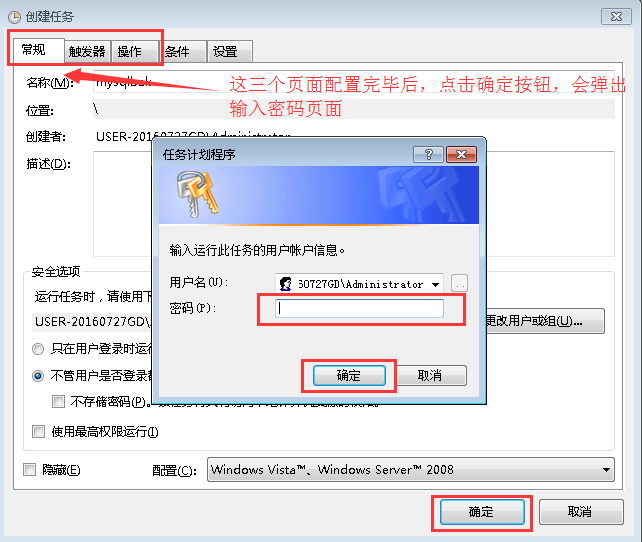 创建任务
常规 触发器 操作 条件 设置
名称(M):
这三个页面配置完毕后，点击确定按钮，会弹出
输入密码页面
位置: \
创建者: USER-20160727GD\Administrator
描述(D):
任务计划程序
输入运行此任务的用户帐户信息。
用户名(U): 60727GD\Administrator
密码(P):
确定 取消
安全选项
运行任务时，请使用下
USER-20160727GD\ 更改用户或组(U)...
只在用户登录时运行
不管用户是否登录都
不存储密码(P)。
使用最高权限运行(I)
隐藏(E) 配置(C): Windows Vista™、Windows Server™ 2008
确定 取消